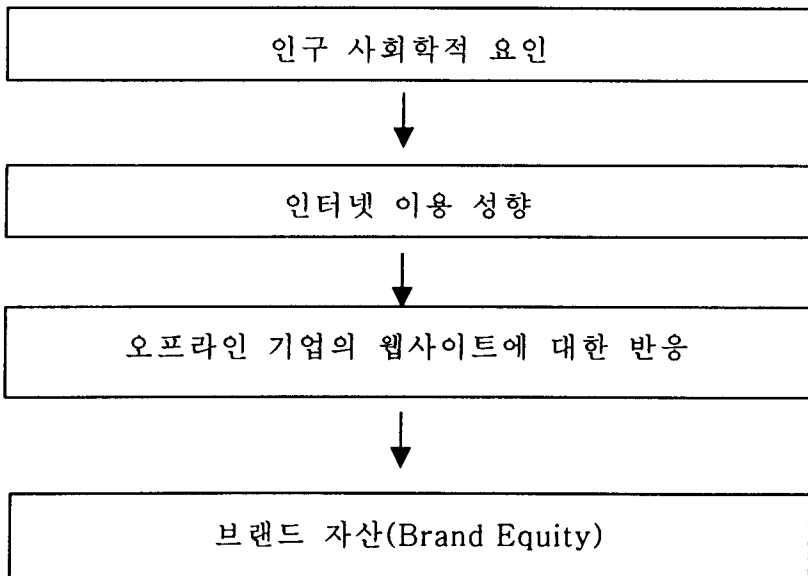 인구 사회학적 요인
인터넷 이용 성향
오프라인 기업의 웹사이트에 대한 반응
브랜드 자산(Brand Equity)